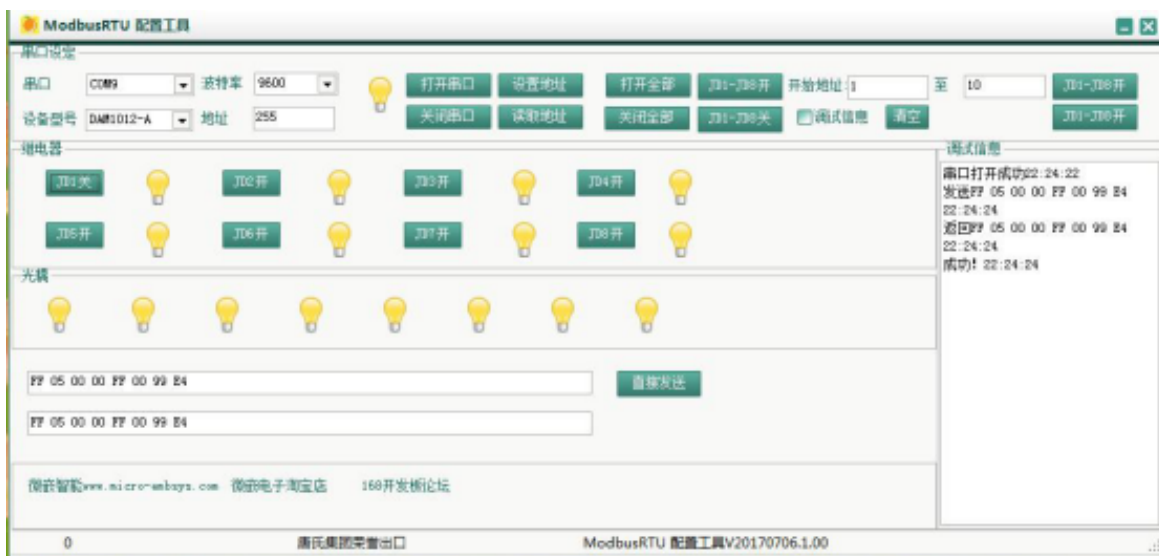 ModbusRTU 配置工具
串口设定
串口 COM9 波特率 9600 打开串口 设置地址 打开全部 JD1-JD8开 开始地址:1 至 10 JD1-JD8开
设备型号 DAM1012-A 地址 255 关闭串口 读取地址 关闭全部 JD1-JD8关 调式信息 清空 JD1-JD8开
继电器
JD1关 JD2开 JD3开 JD4开
JD5开 JD6开 JD7开 JD8开
光耦
FF 05 00 00 FF 00 99 E4 直接发送
FF 05 00 00 FF 00 99 E4
微嵌智能www.micro-embsys.com 微嵌电子淘宝店 168开发板论坛
调式信息
串口打开成功22:24:22
发送FF 05 00 00 FF 00 99 E4
22:24:24
返回FF 05 00 00 FF 00 99 E4
22:24:24
成功! 22:24:24
0 唐氏集团荣誉出口 ModbusRTU 配置工具V20170706.1.00